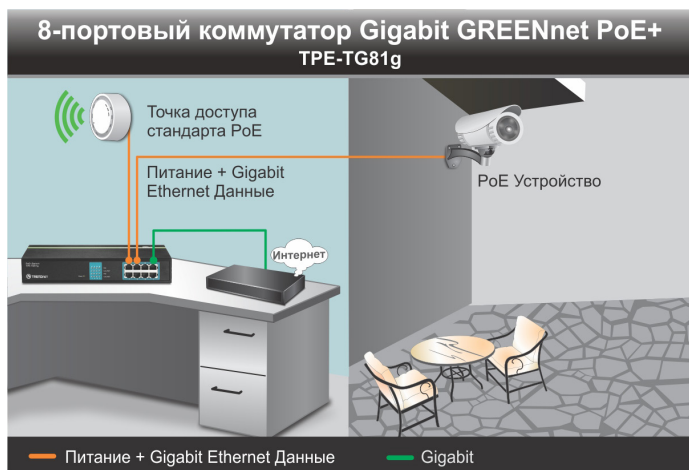 8-портовый коммутатор Gigabit GREENnet PoE+
TPE-TG81g
Точка доступа
стандарта PoE
Питание + Gigabit
Ethernet Данные
PoE Устройство
Интернет
TRENDnet
Питание + Gigabit Ethernet Данные
Gigabit